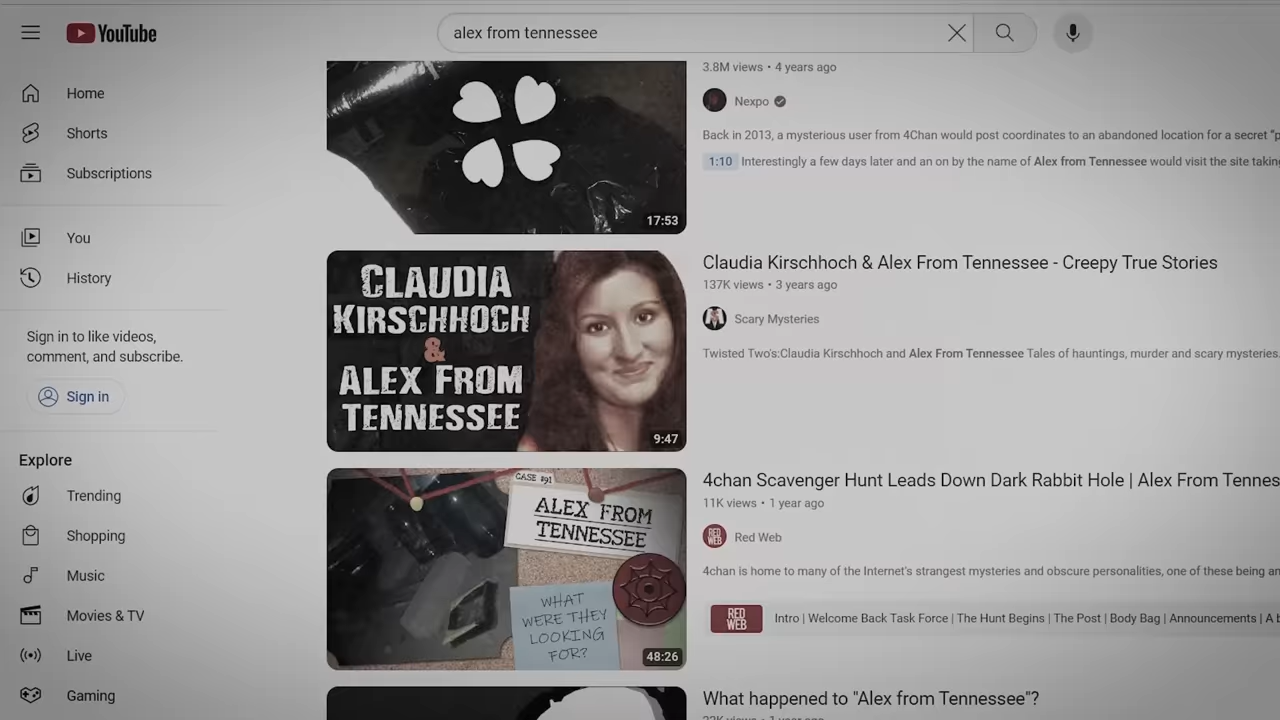 YouTube
alex from tennessee
Home
Shorts
Subscriptions
You
History
Sign in to like videos,
comment, and subscribe.
Sign in
Explore
Trending
Shopping
Music
Movies & TV
Live
Gaming
17:53
3.8M views • 4 years ago
Nexpo
Back in 2013, a mysterious user from 4Chan would post coordinates to an abandoned location for a secret "p
1:10 Interestingly a few days later and an on by the name of Alex from Tennessee would visit the site takin
CLAUDIA
KIRSCHHOCH
&
ALEX FROM
TENNESSEE
9:47
Claudia Kirschhoch & Alex From Tennessee - Creepy True Stories
137K views • 3 years ago
Scary Mysteries
Twisted Two's:Claudia Kirschhoch and Alex From Tennessee Tales of hauntings, murder and scary mysteries.
CASE #91
ALEX FROM
TENNESSEE
WHAT
WERE THEY
LOOKING
FOR?
48:26
4chan Scavenger Hunt Leads Down Dark Rabbit Hole | Alex From Tennes
11K views • 1 year ago
RED
WEB
Red Web
4chan is home to many of the Internet's strangest mysteries and obscure personalities, one of these being an
RED
WEB
Intro | Welcome Back Task Force | The Hunt Begins | The Post | Body Bag | Announcements | A b
What happened to "Alex from Tennessee"?